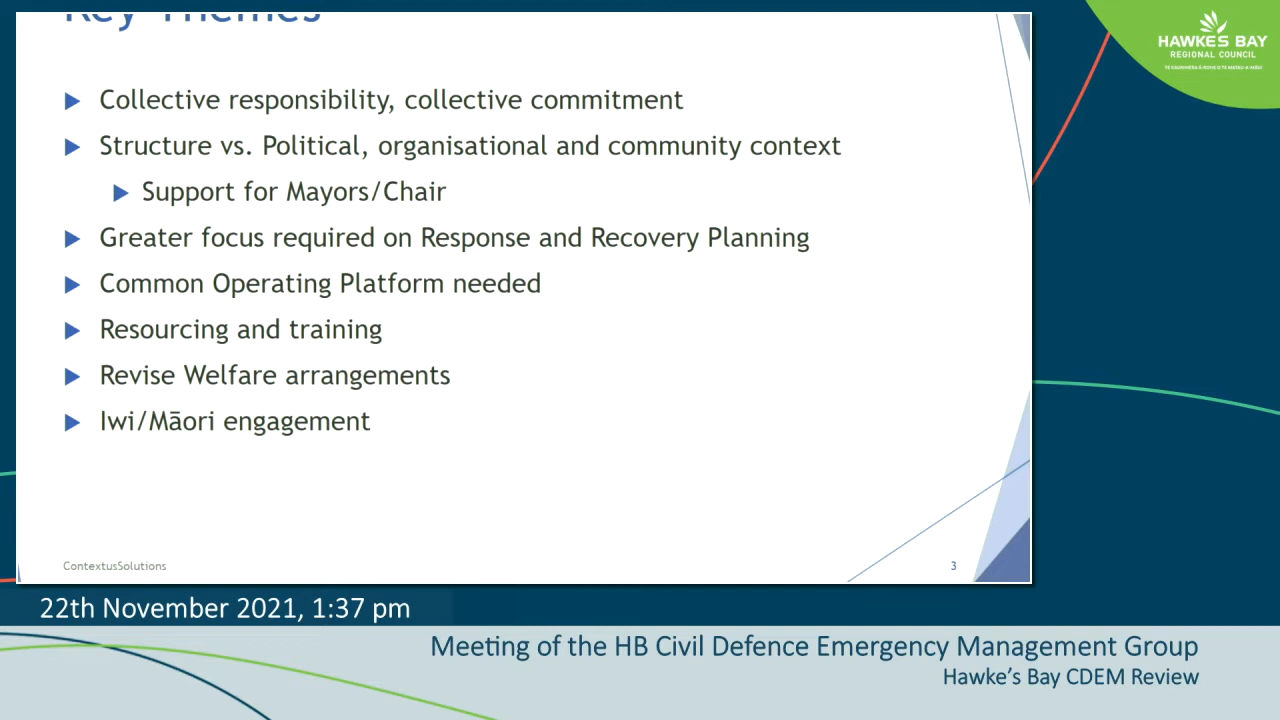 Key Themes
Collective responsibility, collective commitment
Structure vs. Political, organisational and community context
Support for Mayors/Chair
Greater focus required on Response and Recovery Planning
Common Operating Platform needed
Resourcing and training
Revise Welfare arrangements
Iwi/Māori engagement
ContextusSolutions
3
HAWKES BAY
REGIONAL COUNCIL
22th November 2021, 1:37 pm
Meeting of the HB Civil Defence Emergency Management Group
Hawke's Bay CDEM Review